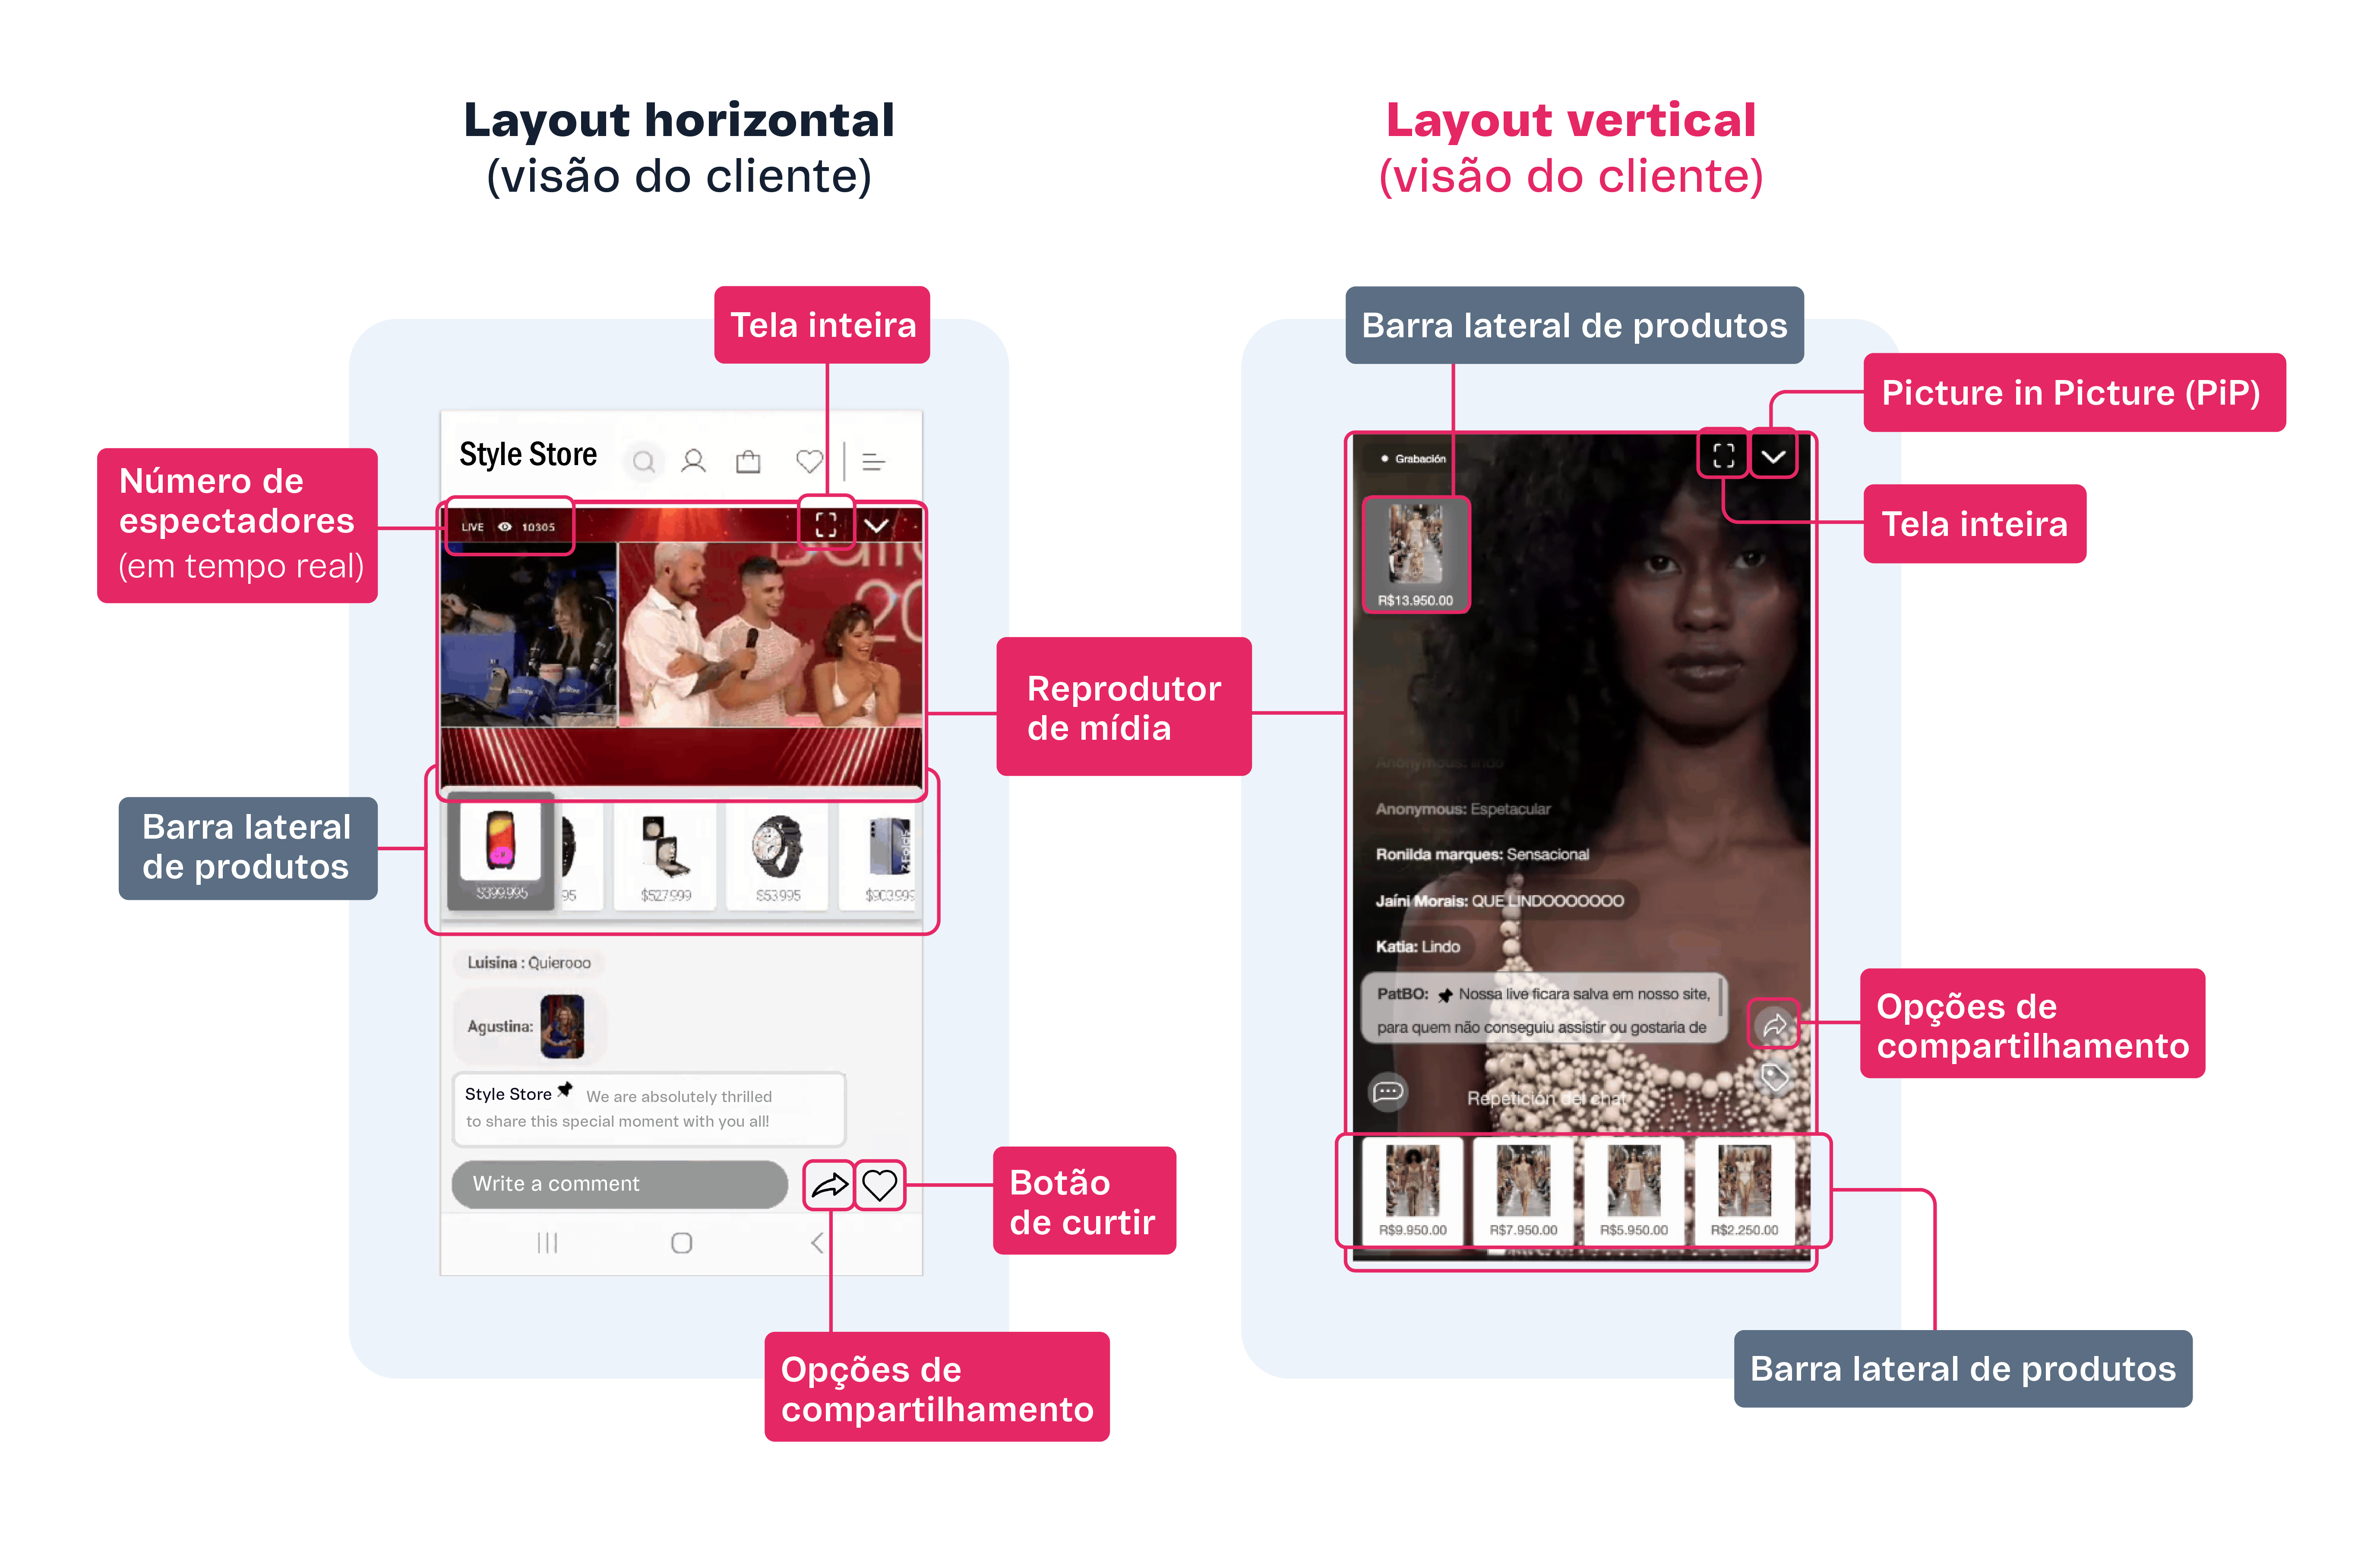 Layout horizontal
(visão do cliente)
Tela inteira
Número de
espectadores
(em tempo real)
Style Store
LIVE 10305
Barra lateral
de produtos
$399.995
95
$527.999
$53.995
Z Fold5
$903.999
Luisina : Quierooo
Agustina:
Style Store We are absolutely thrilled
to share this special moment with you all!
Write a comment
Botão
de curtir
Opções de
compartilhamento
Reprodutor
de mídia
Layout vertical
(visão do cliente)
Barra lateral de produtos
Picture in Picture (PiP)
Tela inteira
Grabación
R$13.950.00
Anonymous: lindo
Anonymous: Espetacular
Ronilda marques: Sensacional
Jaíni Morais: QUE LINDOOOOOOO
Katia: Lindo
PatBO: Nossa live ficara salva em nosso site,
para quem não conseguiu assistir ou gostaria de
Opções de
compartilhamento
Repetición del chat
R$9.950.00
R$7.950.00
R$5.950.00
R$2.250.00
Barra lateral de produtos